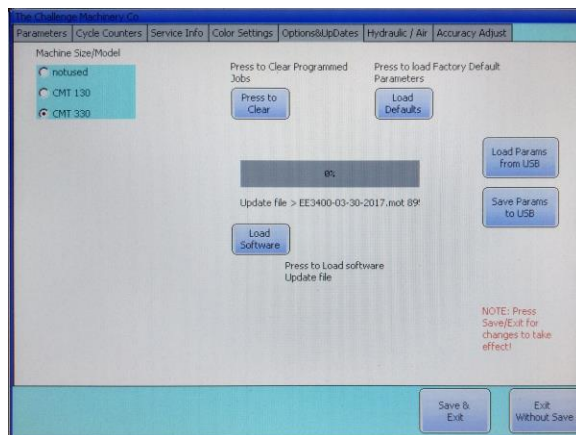 The Challenge Machinery Co
Parameters Cycle Counters Service Info Color Settings Options&UpDates Hydraulic / Air Accuracy Adjust
Machine Size/Model
notused
CMT 130
CMT 330
Press to Clear Programmed
Jobs
Press to
Clear
Press to load Factory Default
Parameters
Load
Defaults
0%
Update file > EE3400-03-30-2017.mot 89
Load
Software
Press to Load software
Update file
Load Params
from USB
Save Params
to USB
NOTE: Press
Save/Exit for
changes to take
effect!
Save &
Exit
Exit
Without Save